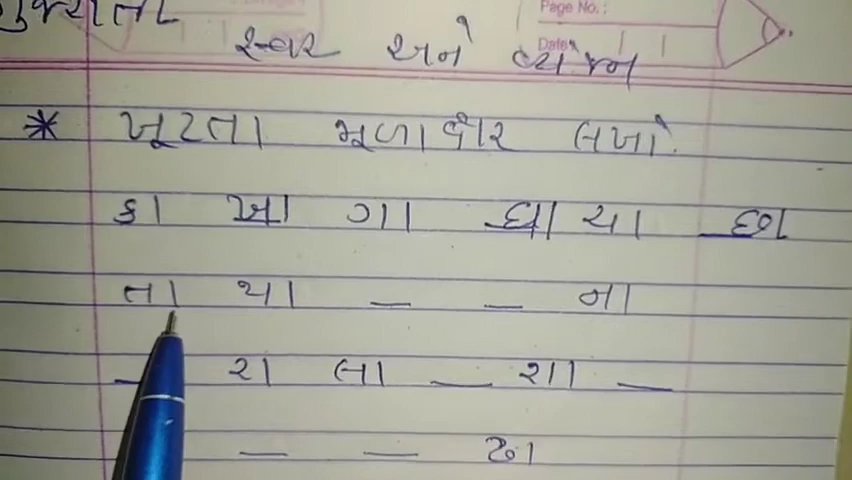 ગુજરાતી
Page No.:
Date
સ્વર અને વ્યંજન
* ખૂટતા મૂળાક્ષર લખો.
કા ખા ગા ઘા ચા છા
તા થા _ _ ના
_ રા લા _ શા _
_ _ ળા